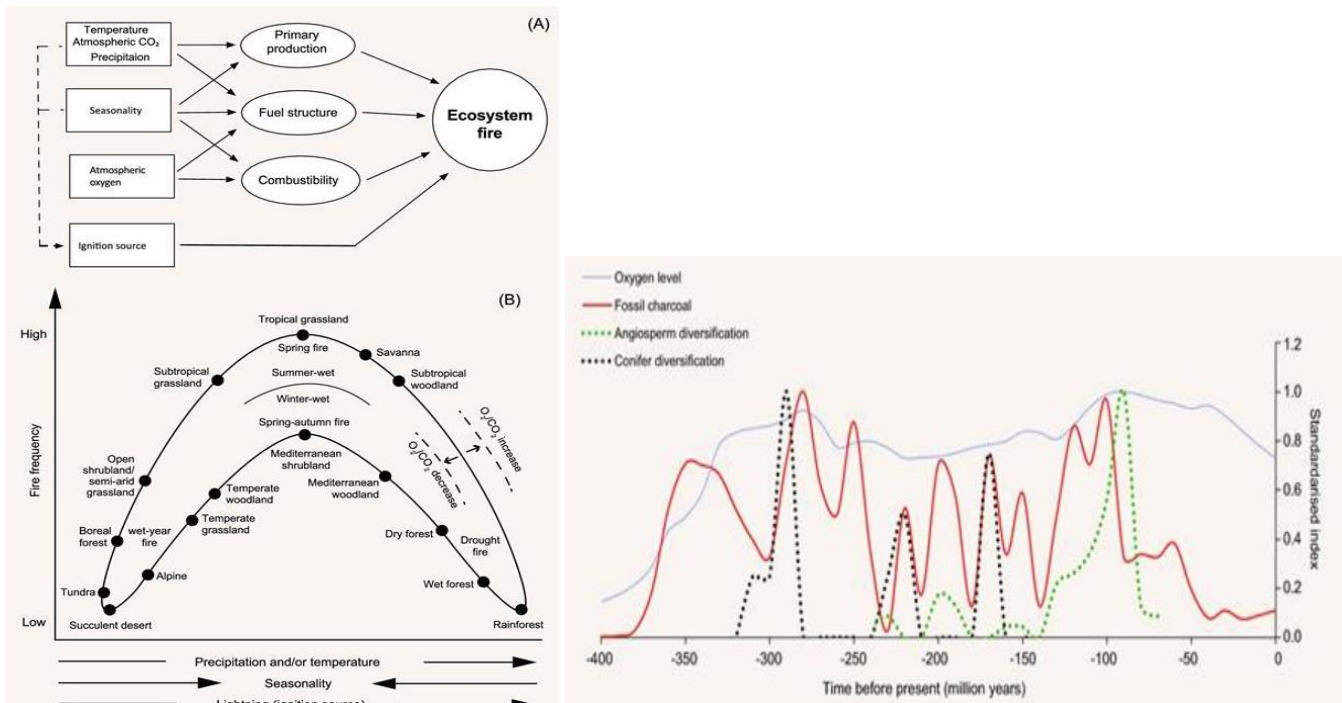 (A)
Temperature
Atmospheric CO₂
Precipitaion
Seasonality
Atmospheric
oxygen
Ignition source
Primary
production
Fuel structure
Combustibility
Ecosystem
fire
(B)
High
Fire frequency
Low
Tropical grassland
Spring fire
Savanna
Subtropical
grassland
Summer-wet
Subtropical
woodland
Winter-wet
Spring-autumn fire
O₂/CO₂ increase
O₂/CO₂ decrease
Mediterranean
shrubland
Mediterranean
woodland
Open
shrubland/
semi-arid
grassland
Temperate
woodland
Temperate
grassland
Boreal
forest
wet-year
fire
Dry forest
Drought
fire
Alpine
Wet forest
Tundra
Succulent desert
Rainforest
Precipitation and/or temperature
Seasonality
Lightning (ignition source)
Oxygen level
Fossil charcoal
Angiosperm diversification
Conifer diversification
1.2
1.0
0.8
0.6
0.4
0.2
0.0
Standardised index
-400
-350
-300
-250
-200
-150
-100
-50
0
Time before present (million years)